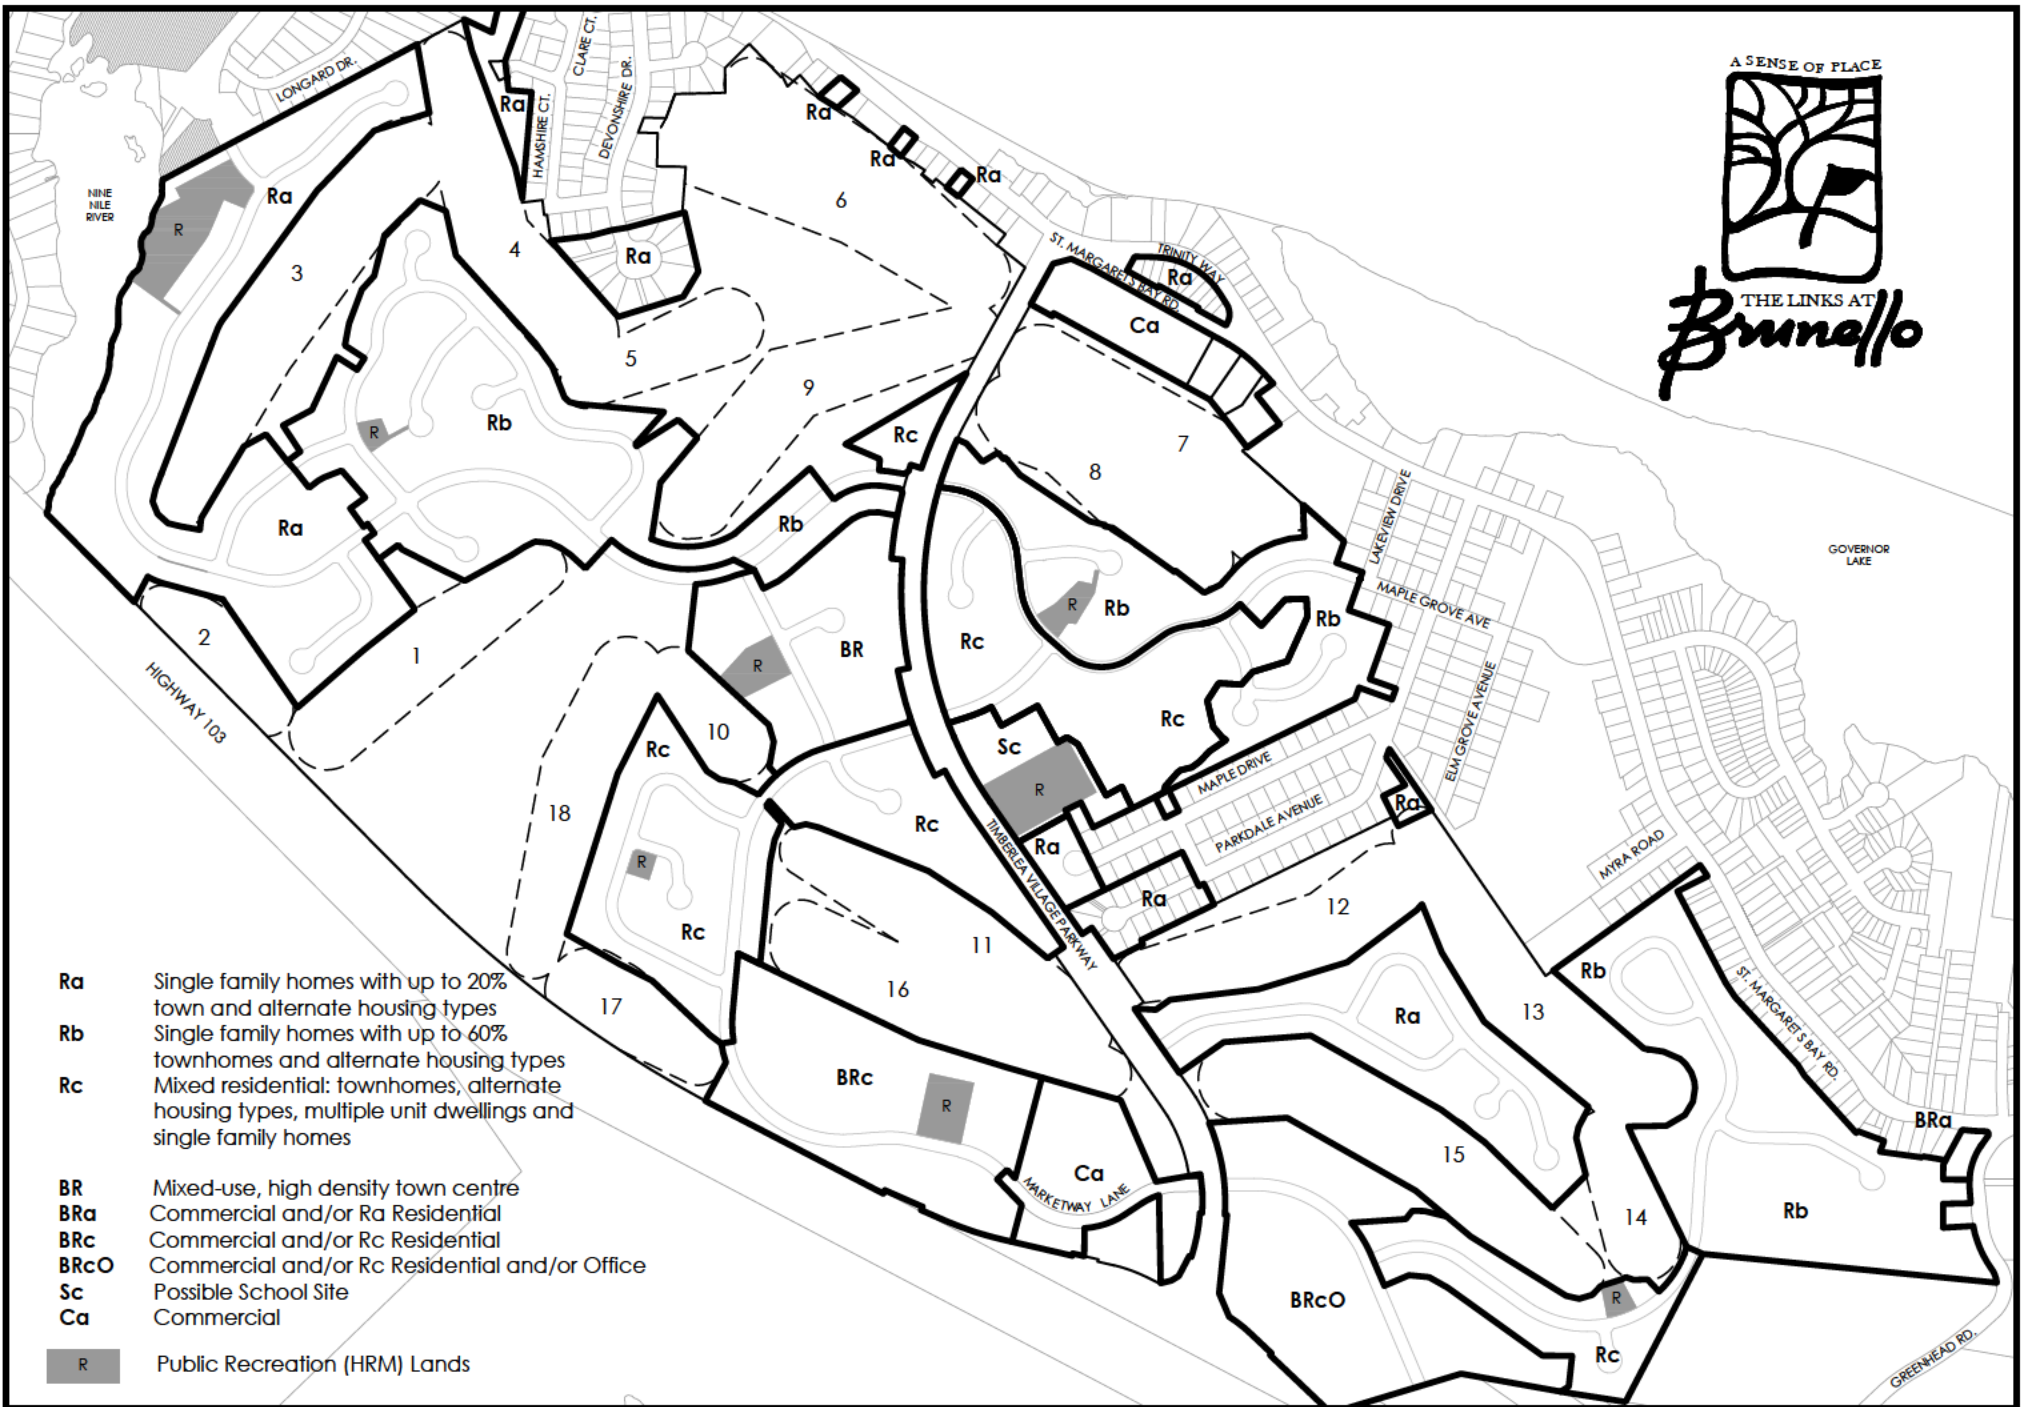 A SENSE OF PLACE
THE LINKS AT
Brunello
LONGARD DR.
CLARE CT.
HAMSHIRE CT.
DEVONSHIRE DR.
Ra
Ra
Ra
Ra
NINE
NILE
RIVER
R
Ra
6
4
3
Ra
ST. MARGARETS BAY RD.
TRINITY WAY
Ra
Ca
5
9
R
Rb
Rc
7
8
Ra
Rb
LAKEVIEW DRIVE
GOVERNOR
LAKE
MAPLE GROVE AVE
2
1
HIGHWAY 103
R
BR
Rc
R
Rb
Rb
ELM GROVE AVENUE
10
Rc
Sc
Rc
R
MAPLE DRIVE
18
Rc
TIMBERLEA VILLAGE PARKWAY
Ra
PARKDALE AVENUE
Ra
MYRA ROAD
R
Rc
Ra
12
11
16
17
Rb
ST. MARGARETS BAY RD.
13
Ra
BRc
R
BRa
15
Ca
MARKETWAY LANE
14
Rb
BRcO
R
Rc
GREENHEAD RD.
Ra Single family homes with up to 20%
town and alternate housing types
Rb Single family homes with up to 60%
townhomes and alternate housing types
Rc Mixed residential: townhomes, alternate
housing types, multiple unit dwellings and
single family homes
BR Mixed-use, high density town centre
BRa Commercial and/or Ra Residential
BRc Commercial and/or Rc Residential
BRcO Commercial and/or Rc Residential and/or Office
Sc Possible School Site
Ca Commercial
R Public Recreation (HRM) Lands